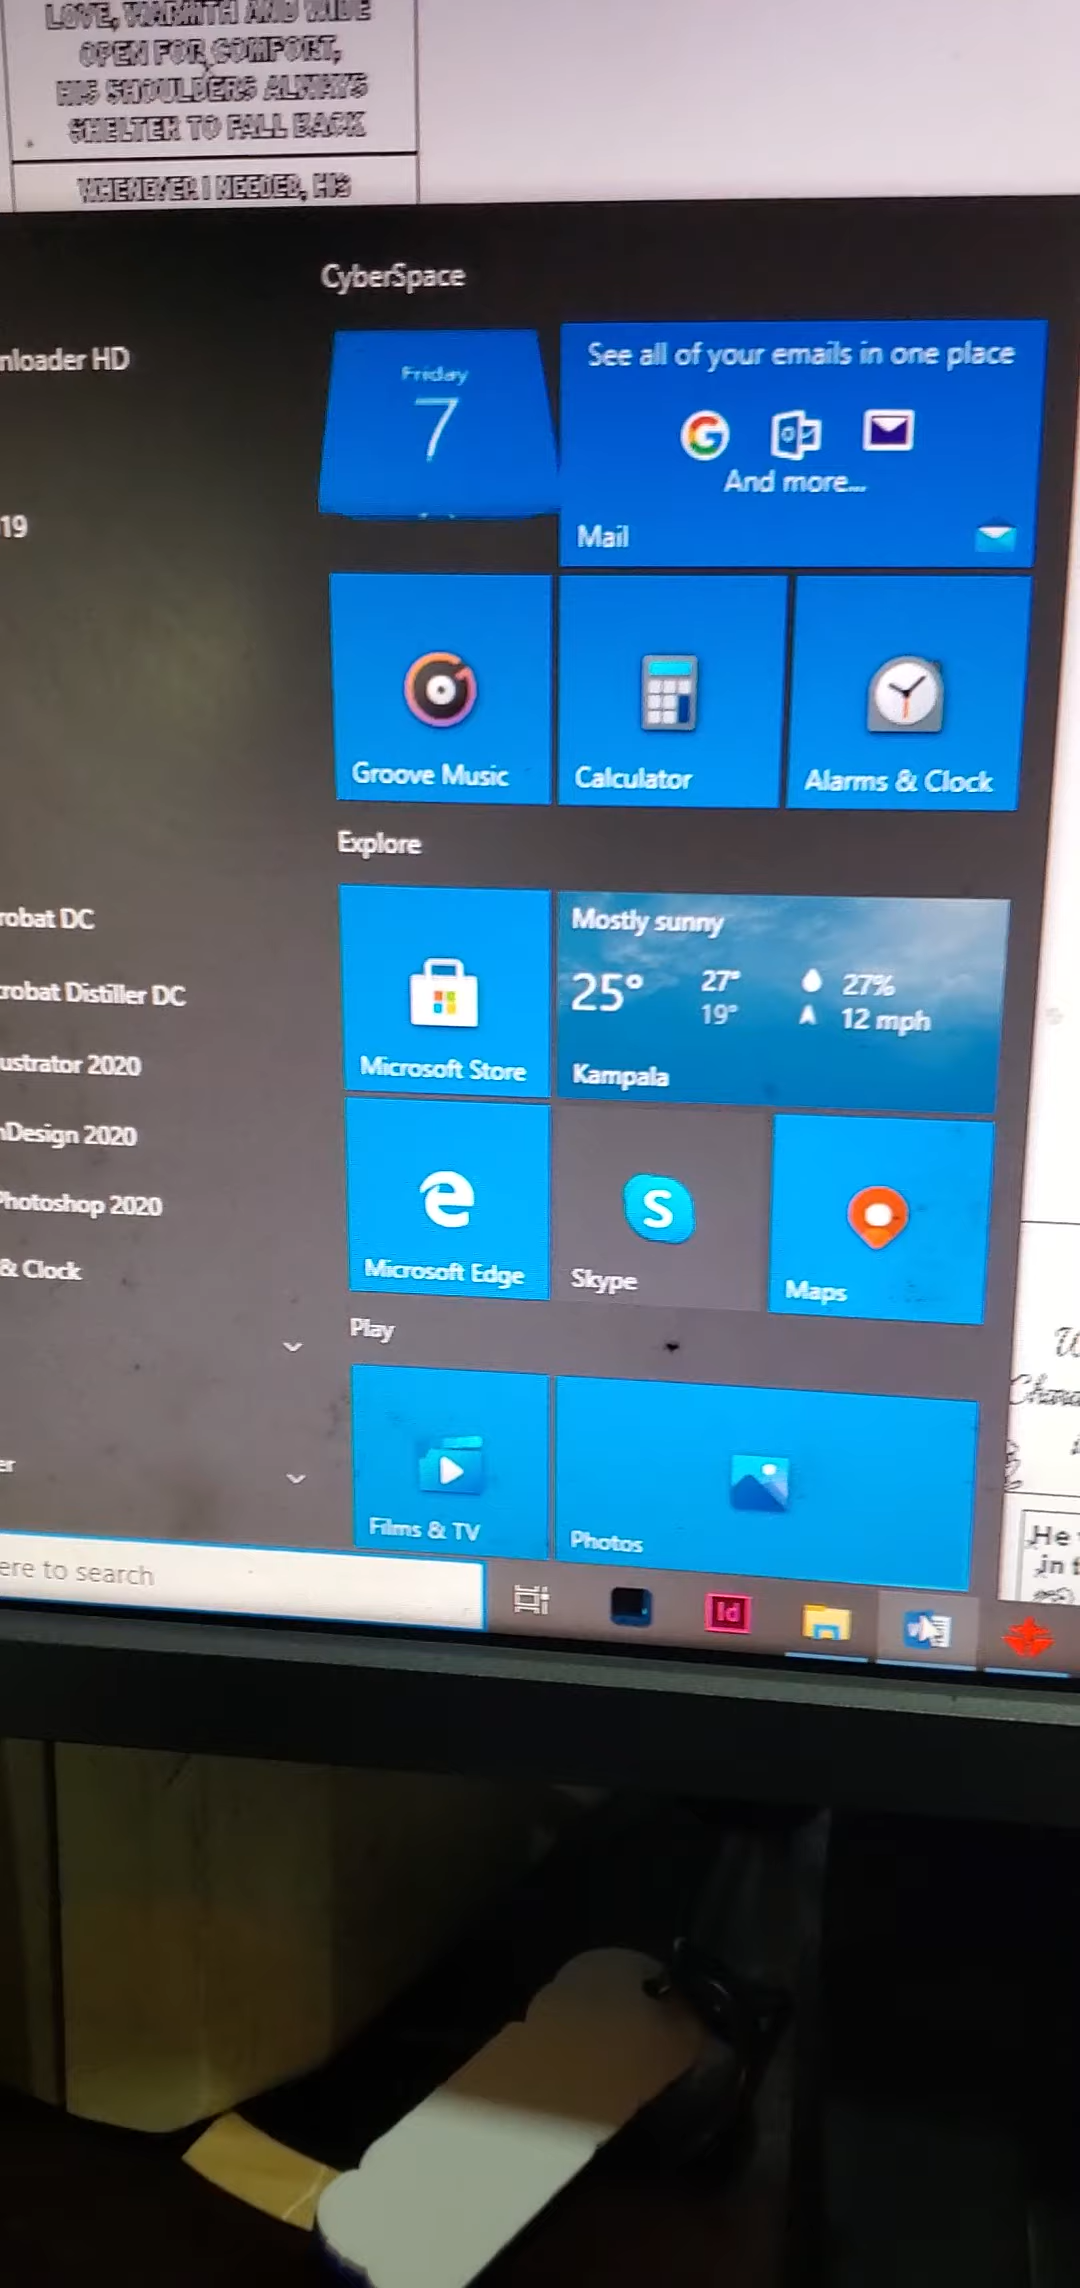 LOVE, WARMTH AND WIDE
OPEN FOR COMFORT,
HIS SHOULDERS ALWAYS
SHELTER TO FALL BACK
WHENEVER I NEEDED, HIS
CyberSpace
nloader HD
Friday
7
See all of your emails in one place
And more...
Mail
19
Groove Music
Calculator
Alarms & Clock
Explore
robat DC
Mostly sunny
25°
27°
27%
19°
12 mph
Kampala
crobat Distiller DC
ustrator 2020
Microsoft Store
nDesign 2020
Photoshop 2020
& Clock
Microsoft Edge
Skype
Maps
Play
er
Films & TV
Photos
ere to search
Id
He
in t